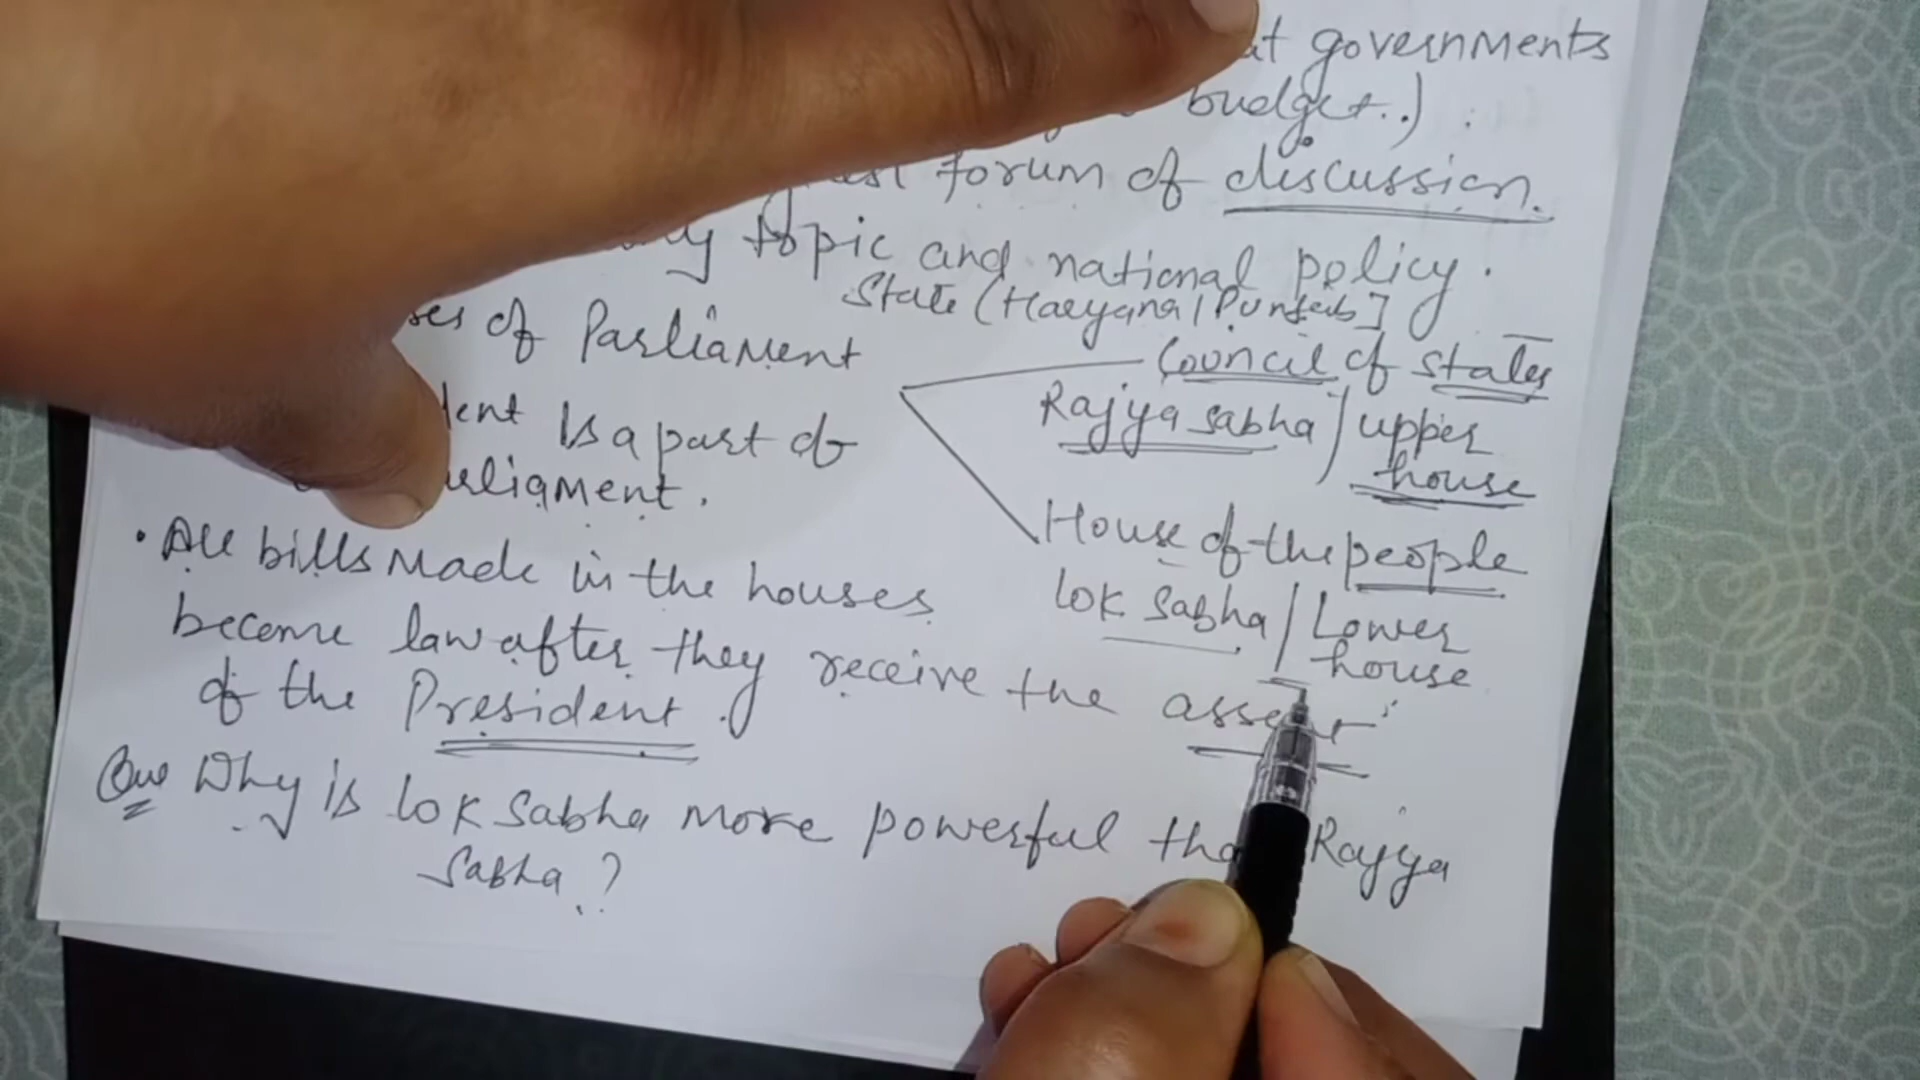 at governments
budget..)
forum of discussion.
topic and national policy.
State (Haryana / Punjab]
of Parliament
Council of states
Rajya sabha / upper
house
Is a part of
House of the people
lok sabha / Lower
house
• All bills Made in the houses
become law after they receive the assent
of the President.
Que Why is lok sabha more powerful Rajya
sabha?